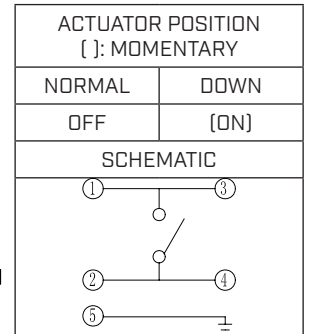 ACTUATOR POSITION
( ): MOMENTARY
NORMAL DOWN
OFF (ON)
SCHEMATIC
1 3
2 4
5